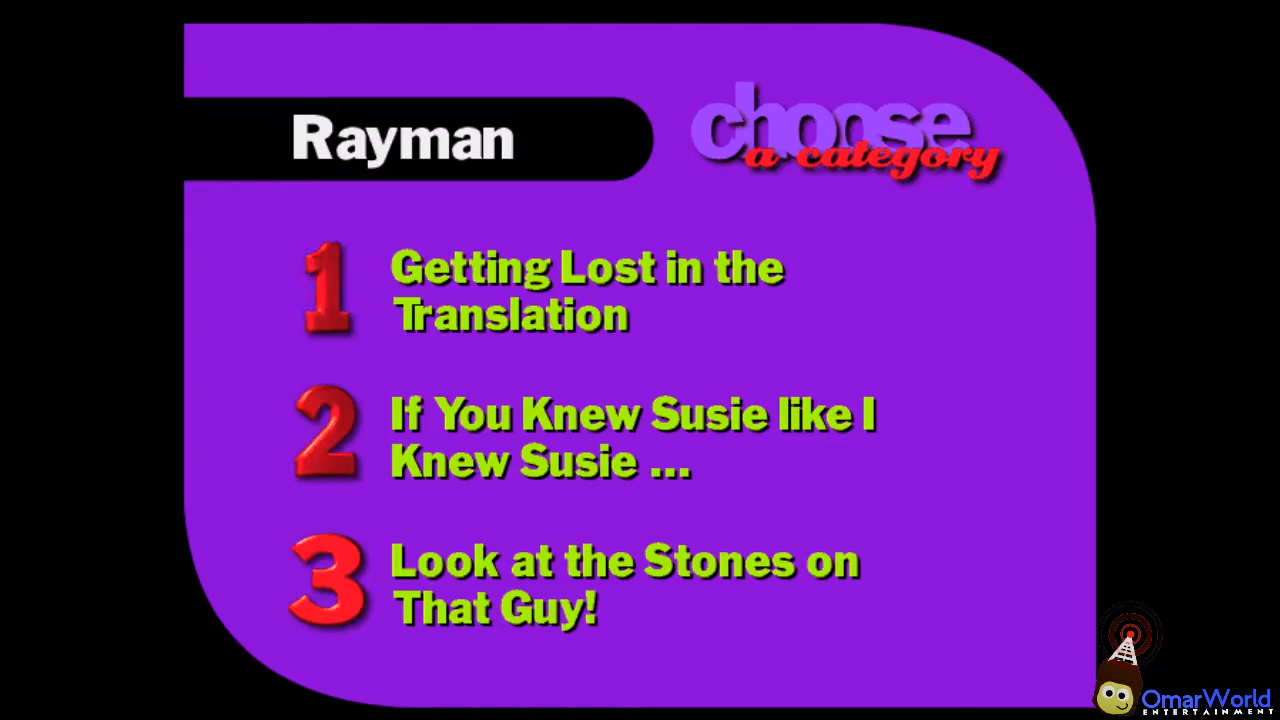 Rayman
choose
a category
1
Getting Lost in the
Translation
2
If You Knew Susie like I
Knew Susie ...
3
Look at the Stones on
That Guy!
OmarWorld
ENTERTAINMENT